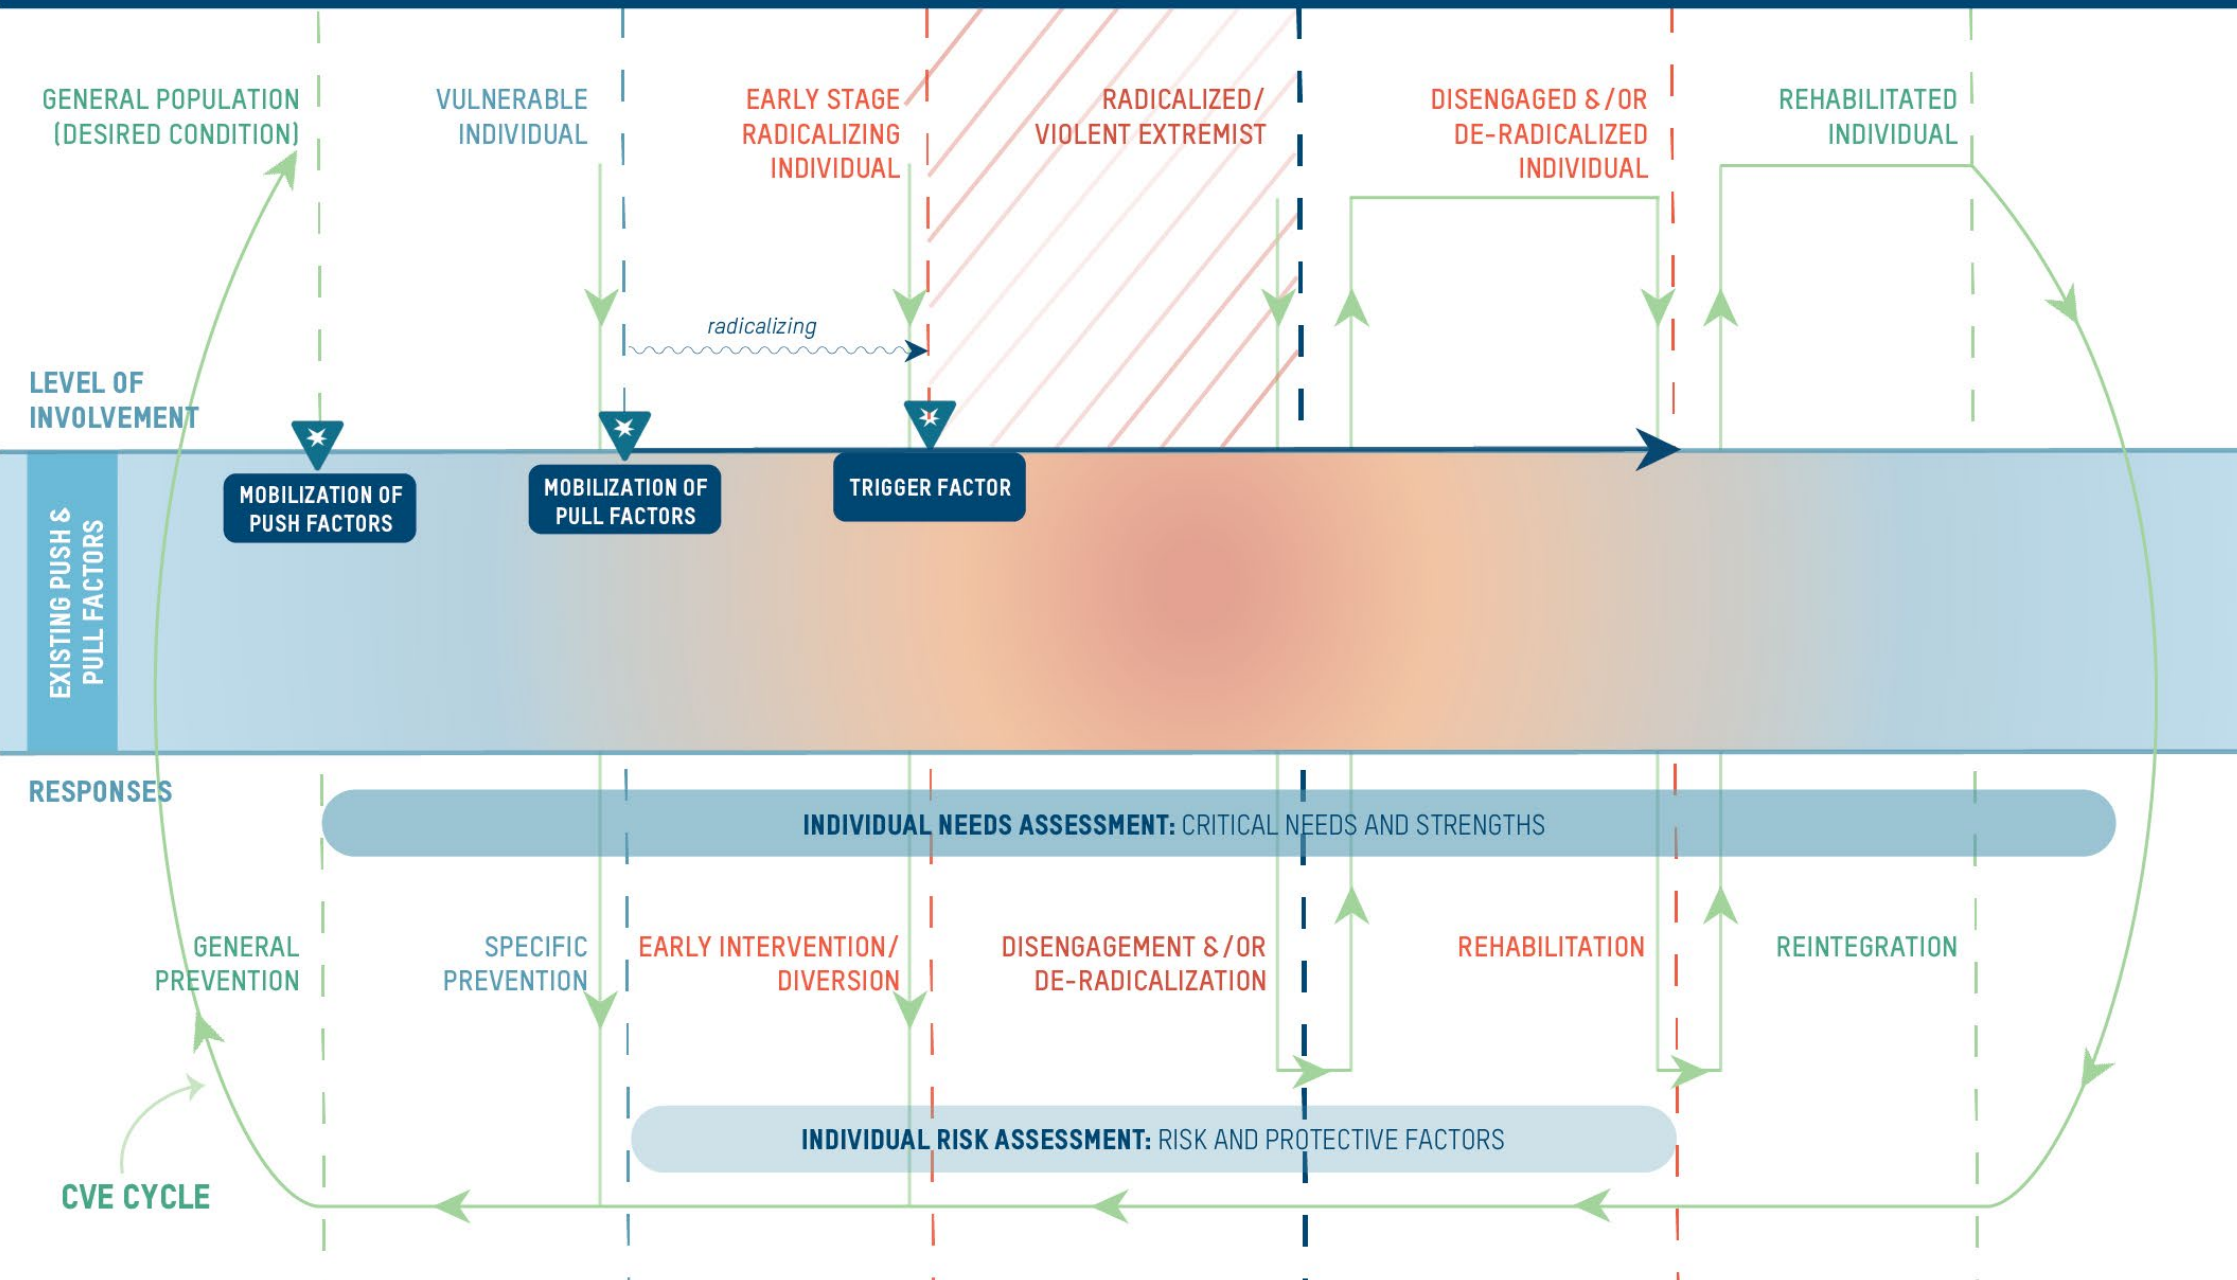 GENERAL POPULATION
(DESIRED CONDITION)
VULNERABLE
INDIVIDUAL
EARLY STAGE
RADICALIZING
INDIVIDUAL
RADICALIZED/
VIOLENT EXTREMIST
DISENGAGED &/OR
DE-RADICALIZED
INDIVIDUAL
REHABILITATED
INDIVIDUAL
radicalizing
LEVEL OF
INVOLVEMENT
MOBILIZATION OF
PUSH FACTORS
MOBILIZATION OF
PULL FACTORS
TRIGGER FACTOR
EXISTING PUSH &
PULL FACTORS
RESPONSES
INDIVIDUAL NEEDS ASSESSMENT: CRITICAL NEEDS AND STRENGTHS
GENERAL
PREVENTION
SPECIFIC
PREVENTION
EARLY INTERVENTION/
DIVERSION
DISENGAGEMENT &/OR
DE-RADICALIZATION
REHABILITATION
REINTEGRATION
INDIVIDUAL RISK ASSESSMENT: RISK AND PROTECTIVE FACTORS
CVE CYCLE